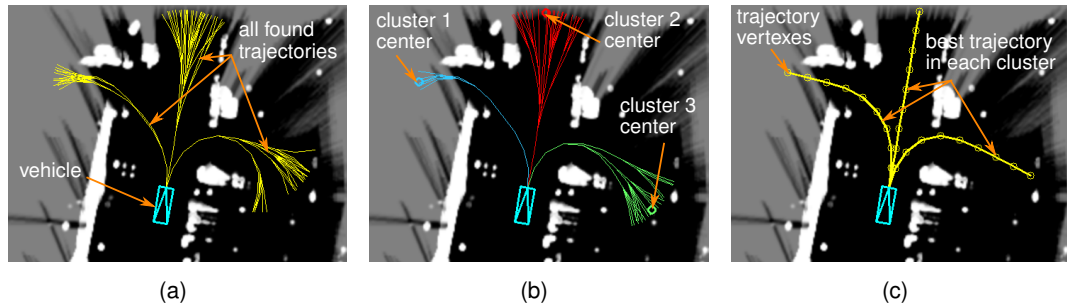 all found
trajectories
vehicle
(a)
cluster 1
center
cluster 2
center
cluster 3
center
(b)
trajectory
vertexes
best trajectory
in each cluster
(c)